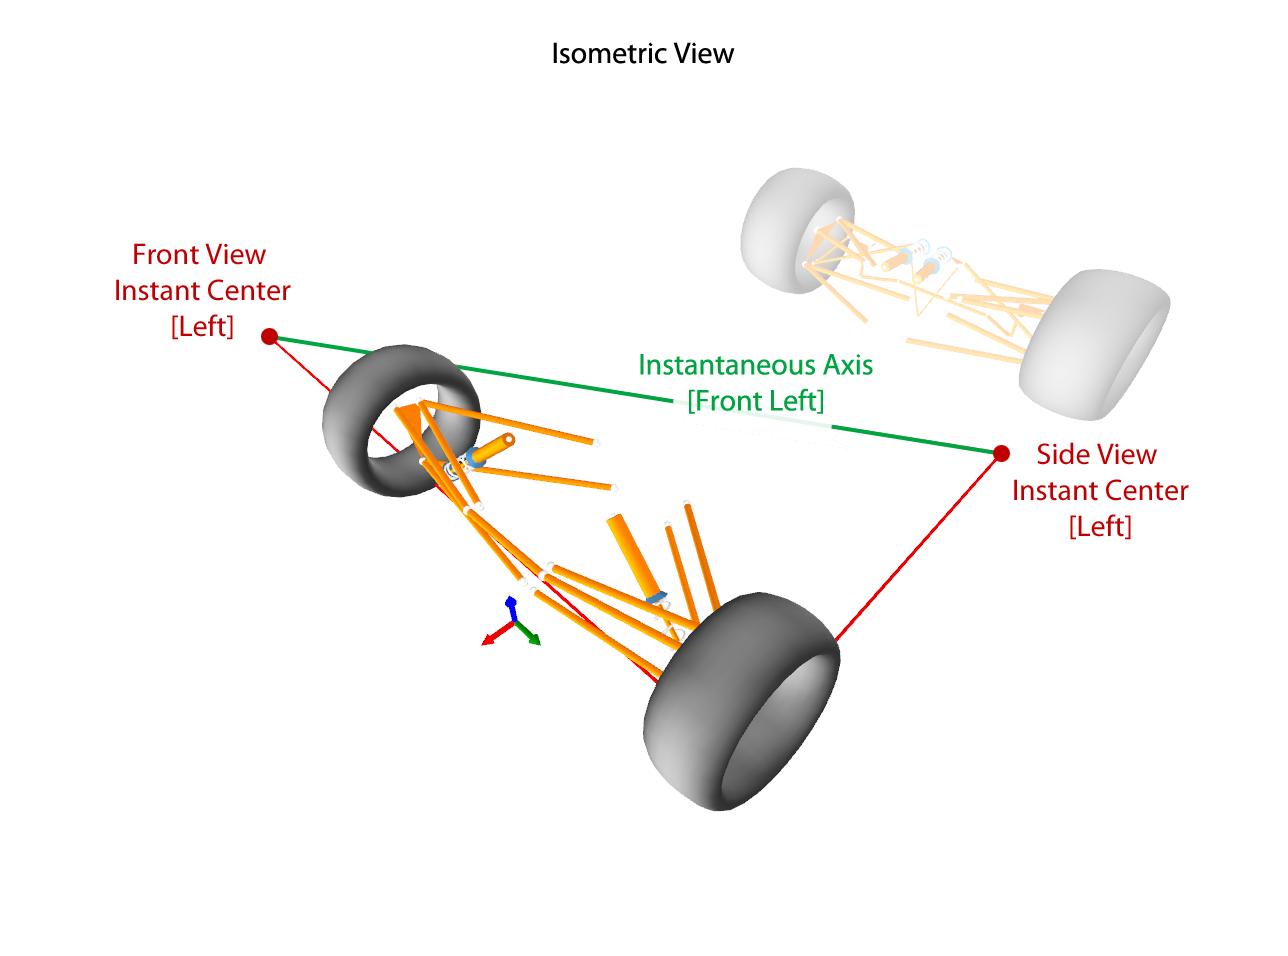 Isometric View
Front View
Instant Center
[Left]
Instantaneous Axis
[Front Left]
Side View
Instant Center
[Left]